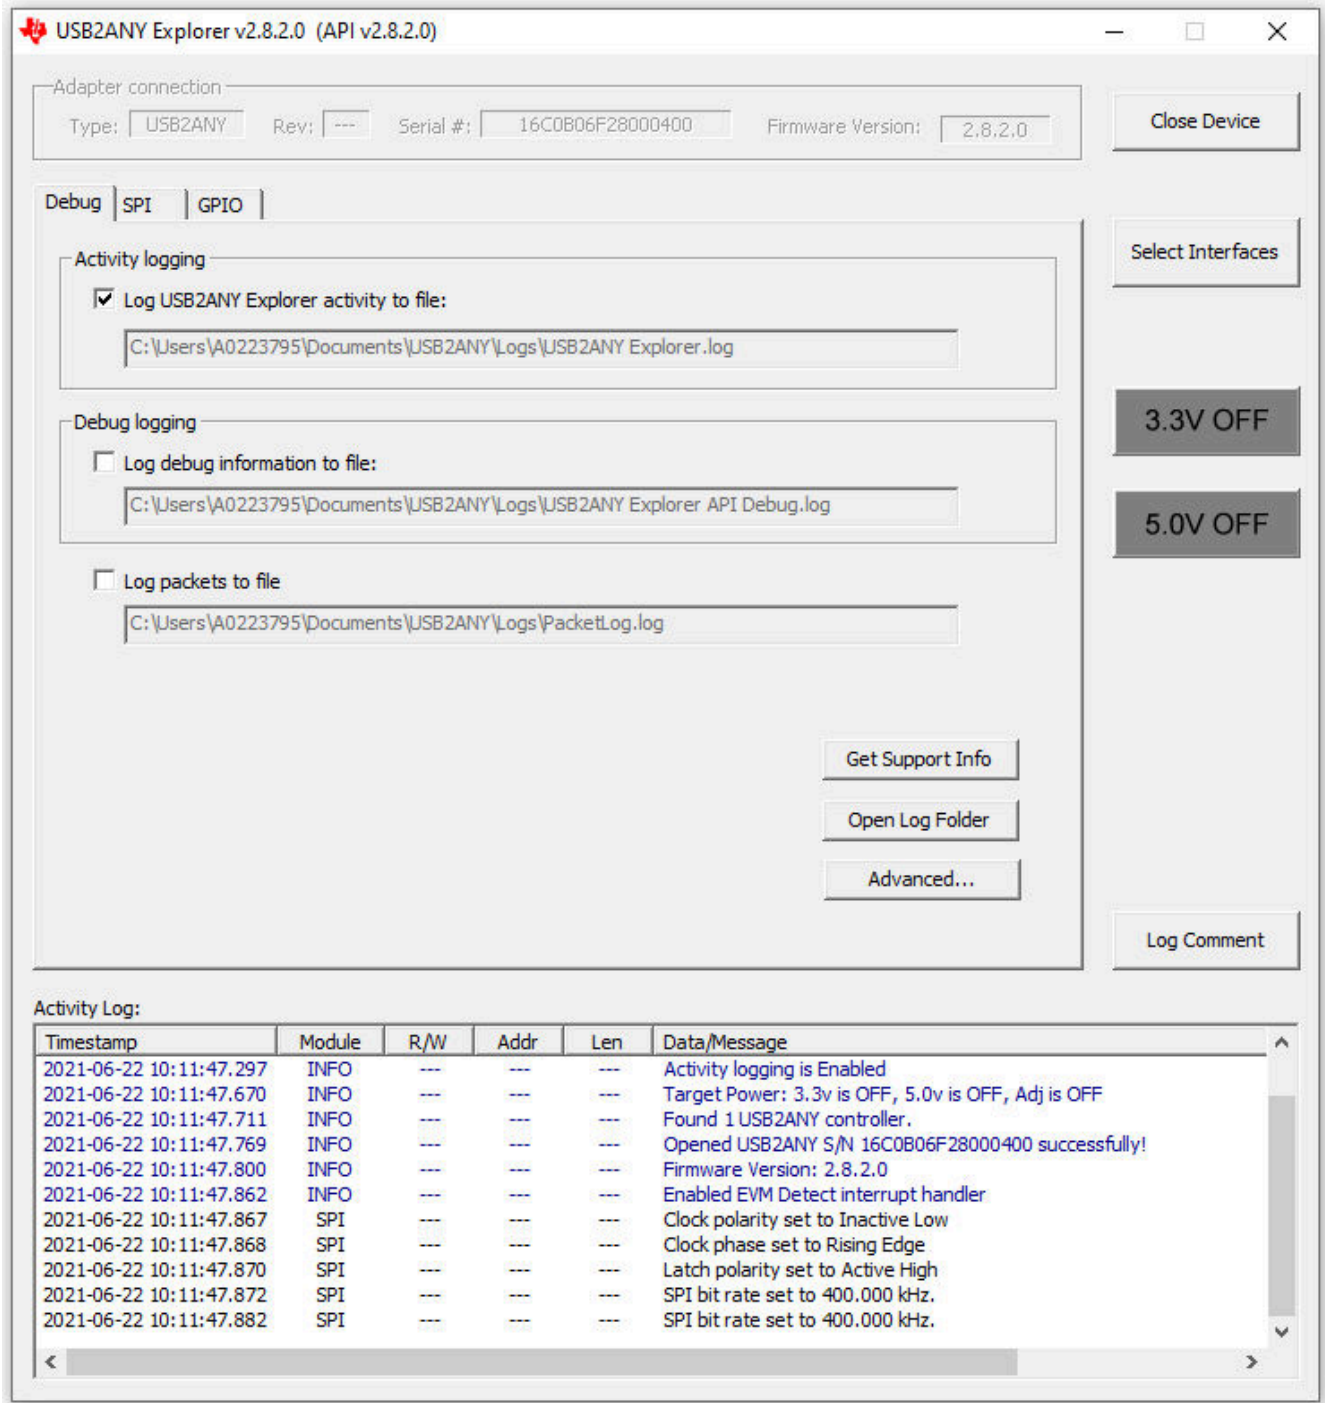 USB2ANY Explorer v2.8.2.0 (API v2.8.2.0)
Adapter connection
Type: USB2ANY Rev: --- Serial #: 16C0B06F28000400 Firmware Version: 2.8.2.0
Close Device
Debug SPI GPIO
Select Interfaces
Activity logging
Log USB2ANY Explorer activity to file:
C:\Users\A0223795\Documents\USB2ANY\Logs\USB2ANY Explorer.log
3.3V OFF
Debug logging
Log debug information to file:
C:\Users\A0223795\Documents\USB2ANY\Logs\USB2ANY Explorer API Debug.log
5.0V OFF
Log packets to file
C:\Users\A0223795\Documents\USB2ANY\Logs\PacketLog.log
Get Support Info
Open Log Folder
Advanced...
Log Comment
Activity Log:
Timestamp Module R/W Addr Len Data/Message
2021-06-22 10:11:47.297 INFO --- --- --- Activity logging is Enabled
2021-06-22 10:11:47.670 INFO --- --- --- Target Power: 3.3v is OFF, 5.0v is OFF, Adj is OFF
2021-06-22 10:11:47.711 INFO --- --- --- Found 1 USB2ANY controller.
2021-06-22 10:11:47.769 INFO --- --- --- Opened USB2ANY S/N 16C0B06F28000400 successfully!
2021-06-22 10:11:47.800 INFO --- --- --- Firmware Version: 2.8.2.0
2021-06-22 10:11:47.862 INFO --- --- --- Enabled EVM Detect interrupt handler
2021-06-22 10:11:47.867 SPI --- --- --- Clock polarity set to Inactive Low
2021-06-22 10:11:47.868 SPI --- --- --- Clock phase set to Rising Edge
2021-06-22 10:11:47.870 SPI --- --- --- Latch polarity set to Active High
2021-06-22 10:11:47.872 SPI --- --- --- SPI bit rate set to 400.000 kHz.
2021-06-22 10:11:47.882 SPI --- --- --- SPI bit rate set to 400.000 kHz.